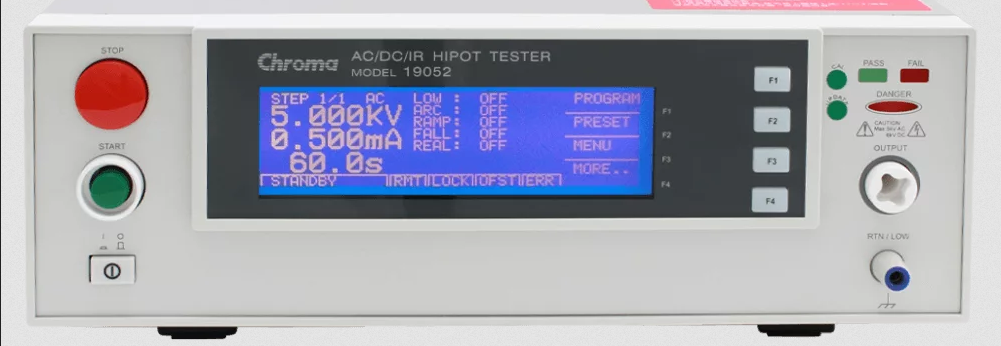 STOP
START
I O
Chroma
AC/DC/IR HIPOT TESTER
MODEL 19052
STEP 1/1 AC
5.000kV
0.500mA
60.0s
LOW : OFF
ARC : OFF
RAMP: OFF
FALL: OFF
REAL: OFF
PROGRAM
PRESET
MENU
MORE..
STANDBY RMT LOCK OFST ERR
F1
F2
F3
F4
F1
F2
F3
F4
CAL
PASS
FAIL
DANGER
CAUTION
OUTPUT
RTN / LOW